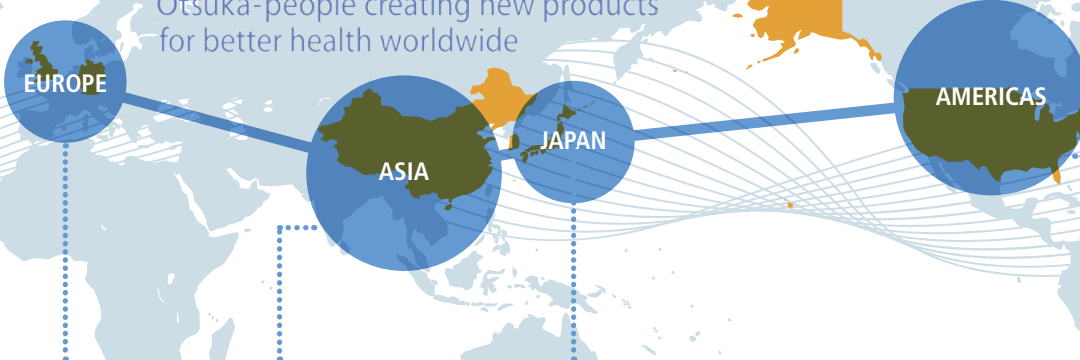 Otsuka-people creating new products
for better health worldwide
EUROPE
ASIA
JAPAN
AMERICAS